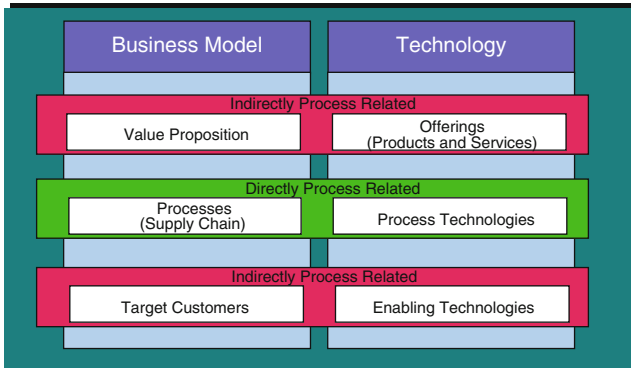 Business Model
Technology
Indirectly Process Related
Value Proposition
Offerings
(Products and Services)
Directly Process Related
Processes
(Supply Chain)
Process Technologies
Indirectly Process Related
Target Customers
Enabling Technologies